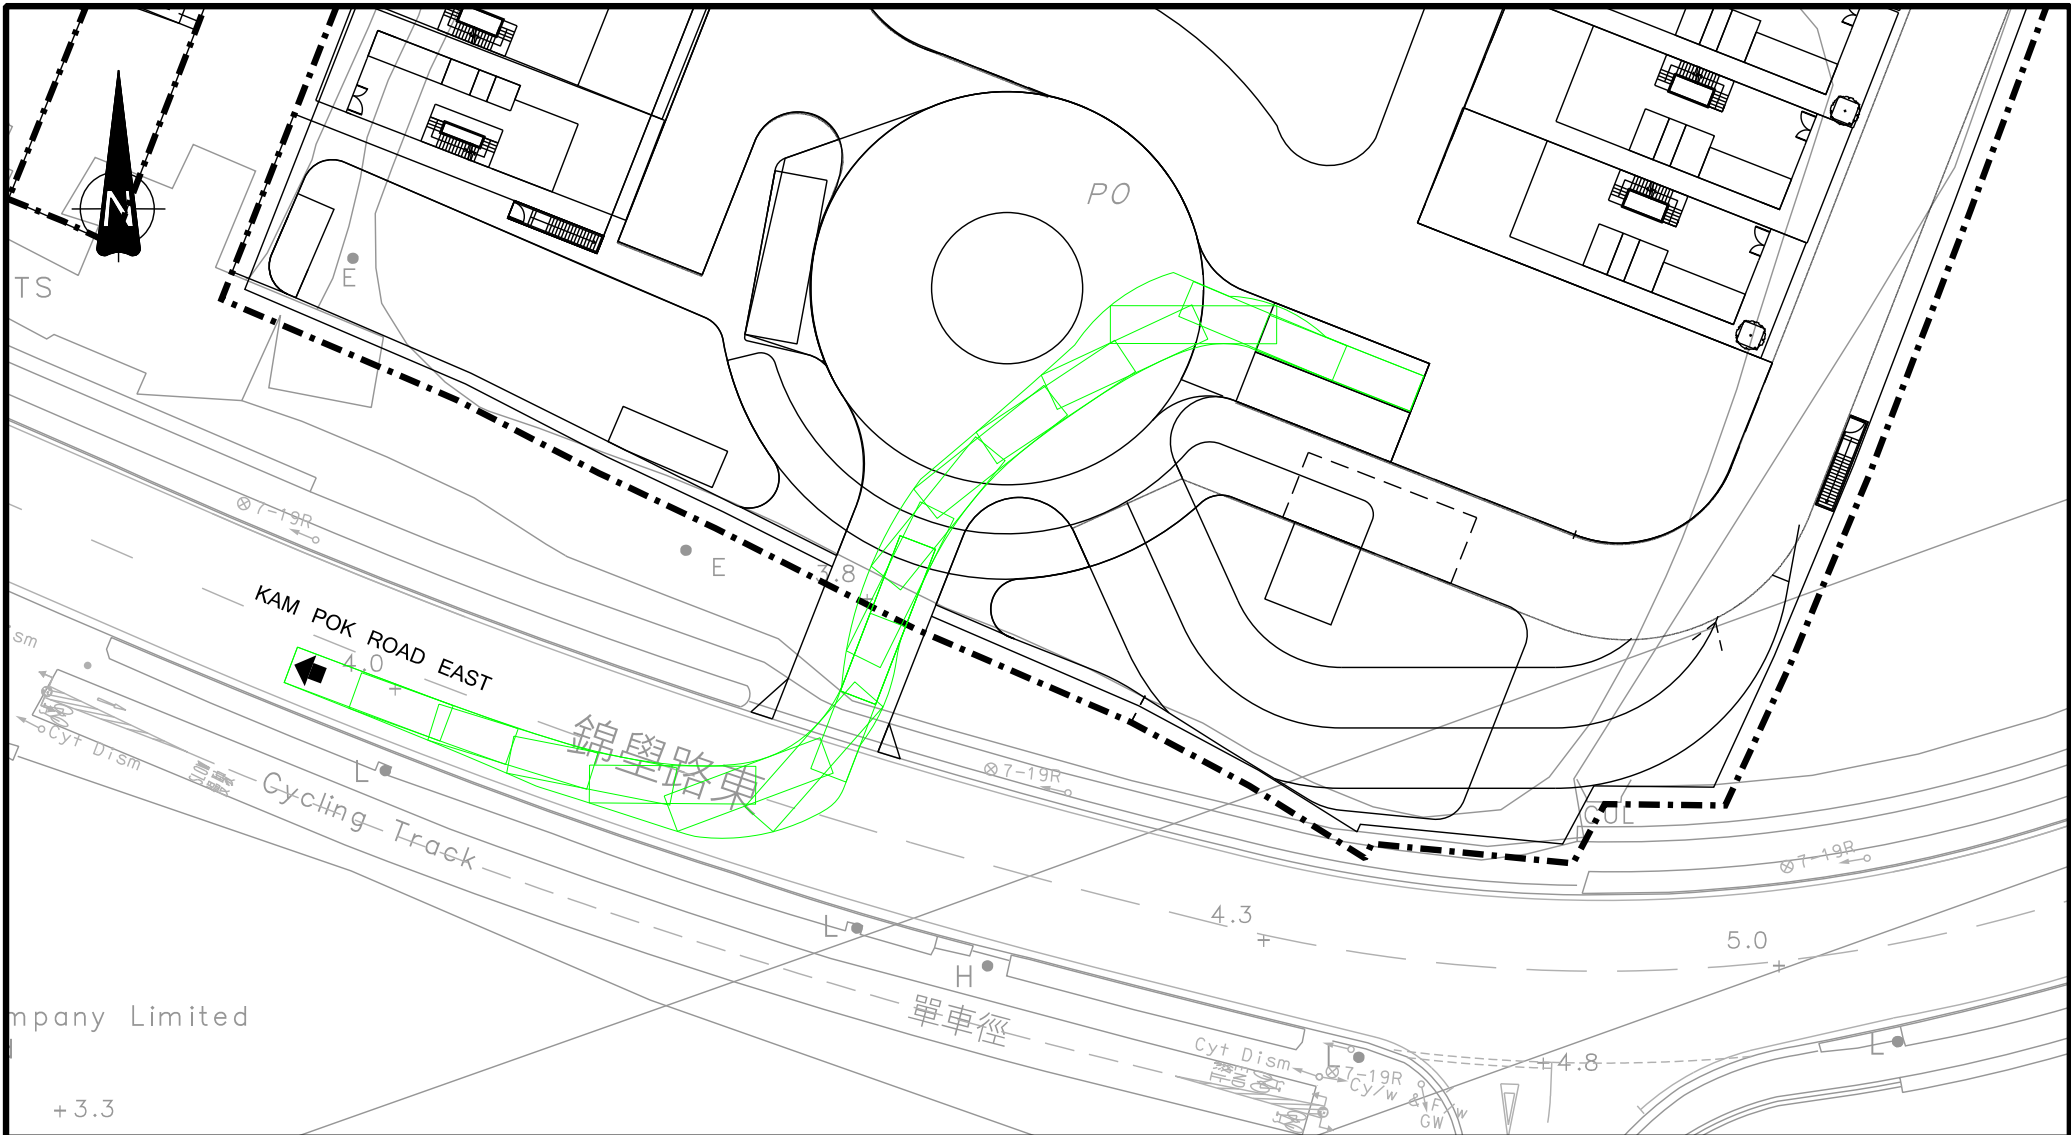 N
PO
E
TS
7-19R
E
3.8
KAM POK ROAD EAST
4.0
sm
錦壆路東
7-19R
Cyt Dism
L
Cycling Track
CUL
7-19R
L
4.3
5.0
H
mpany Limited
單車徑
Cyt Dism
L
7-19R
Cy/w & F/w
GW
4.8
L
3.3